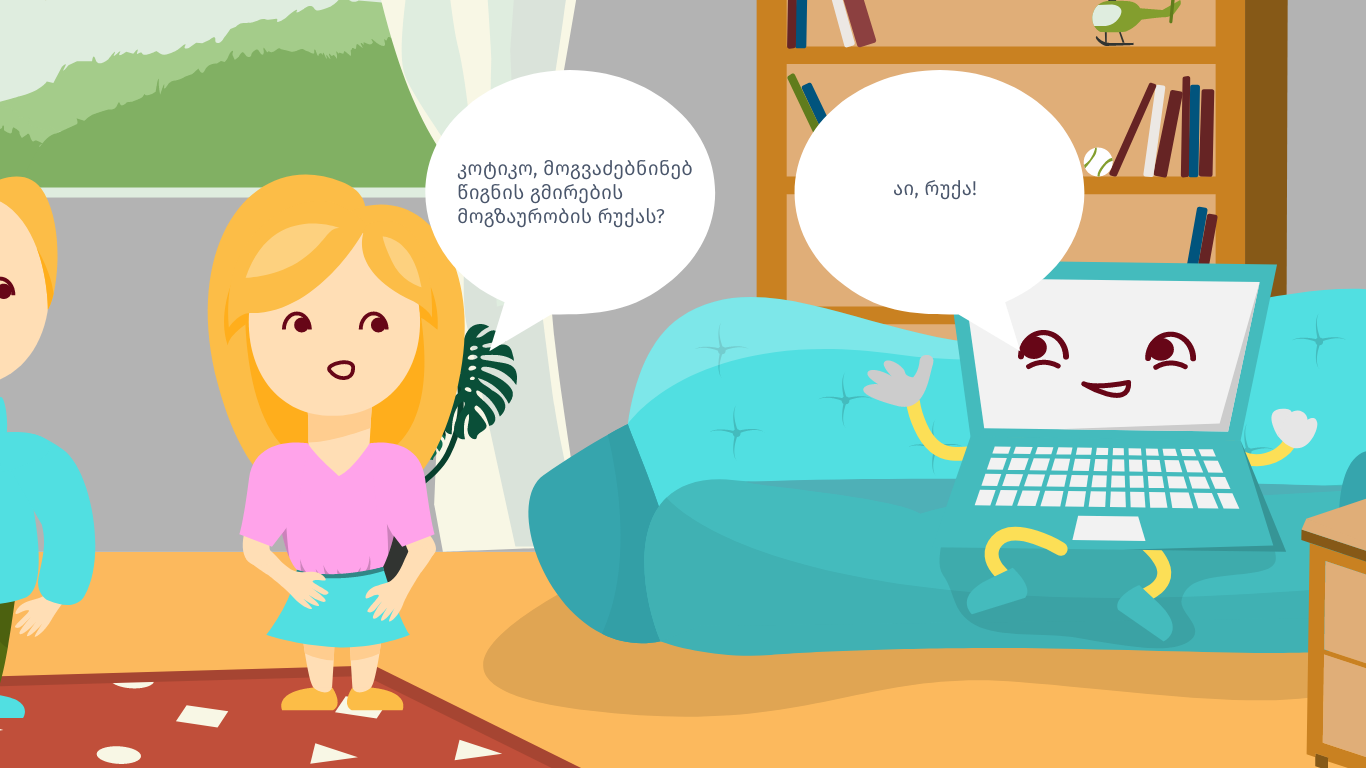 კოტიკო, მოგვაძებნინებ
წიგნის გმირების
მოგზაურობის რუქას?
აი, რუქა!